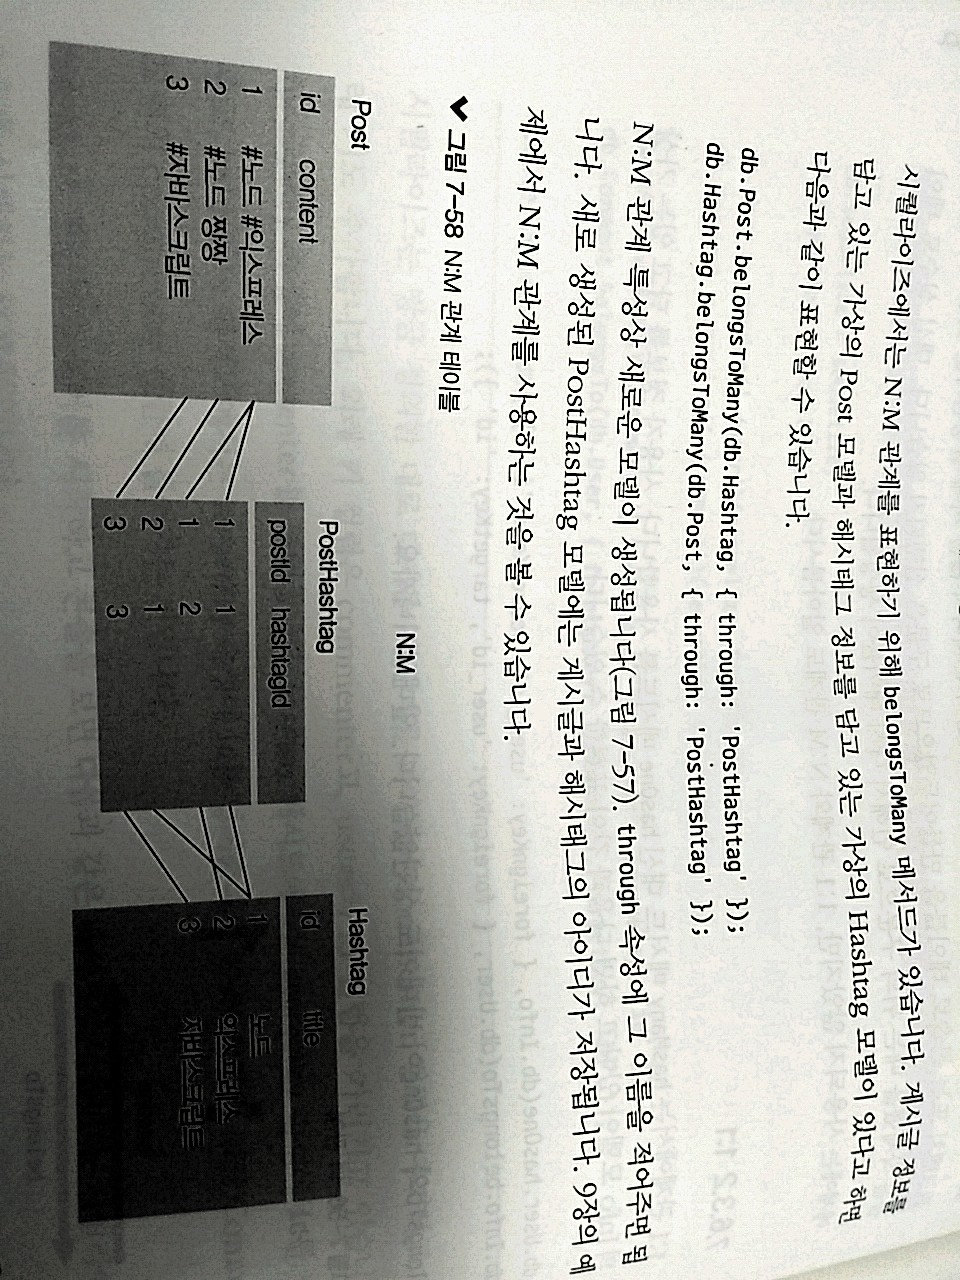 시퀄라이즈에서는 N:M 관계를 표현하기 위해 belongsToMany 메서드가 있습니다. 게시글 정보를
담고 있는 가상의 Post 모델과 해시태그 정보를 담고 있는 가상의 Hashtag 모델이 있다고 하면
다음과 같이 표현할 수 있습니다.
db.Post.belongsToMany(db.Hashtag, { through: 'PostHashtag' });
db.Hashtag.belongsToMany(db.Post, { through: 'PostHashtag' });
N:M 관계 특성상 새로운 모델이 생성됩니다(그림 7-57). through 속성에 그 이름을 적어주면 됩
니다. 새로 생성된 PostHashtag 모델에는 게시글과 해시태그의 아이디가 저장됩니다. 9장의 예
제에서 N:M 관계를 사용하는 것을 볼 수 있습니다.
그림 7-58 N:M 관계 테이블
N:M
Post
id content
1 #노드 #익스프레스
2 #노드 짱짱
3 #자바스크립트
PostHashtag
postId hashtagId
1 1
1 2
2 1
3 3
Hashtag
id title
1 노드
2 익스프레스
3 자바스크립트